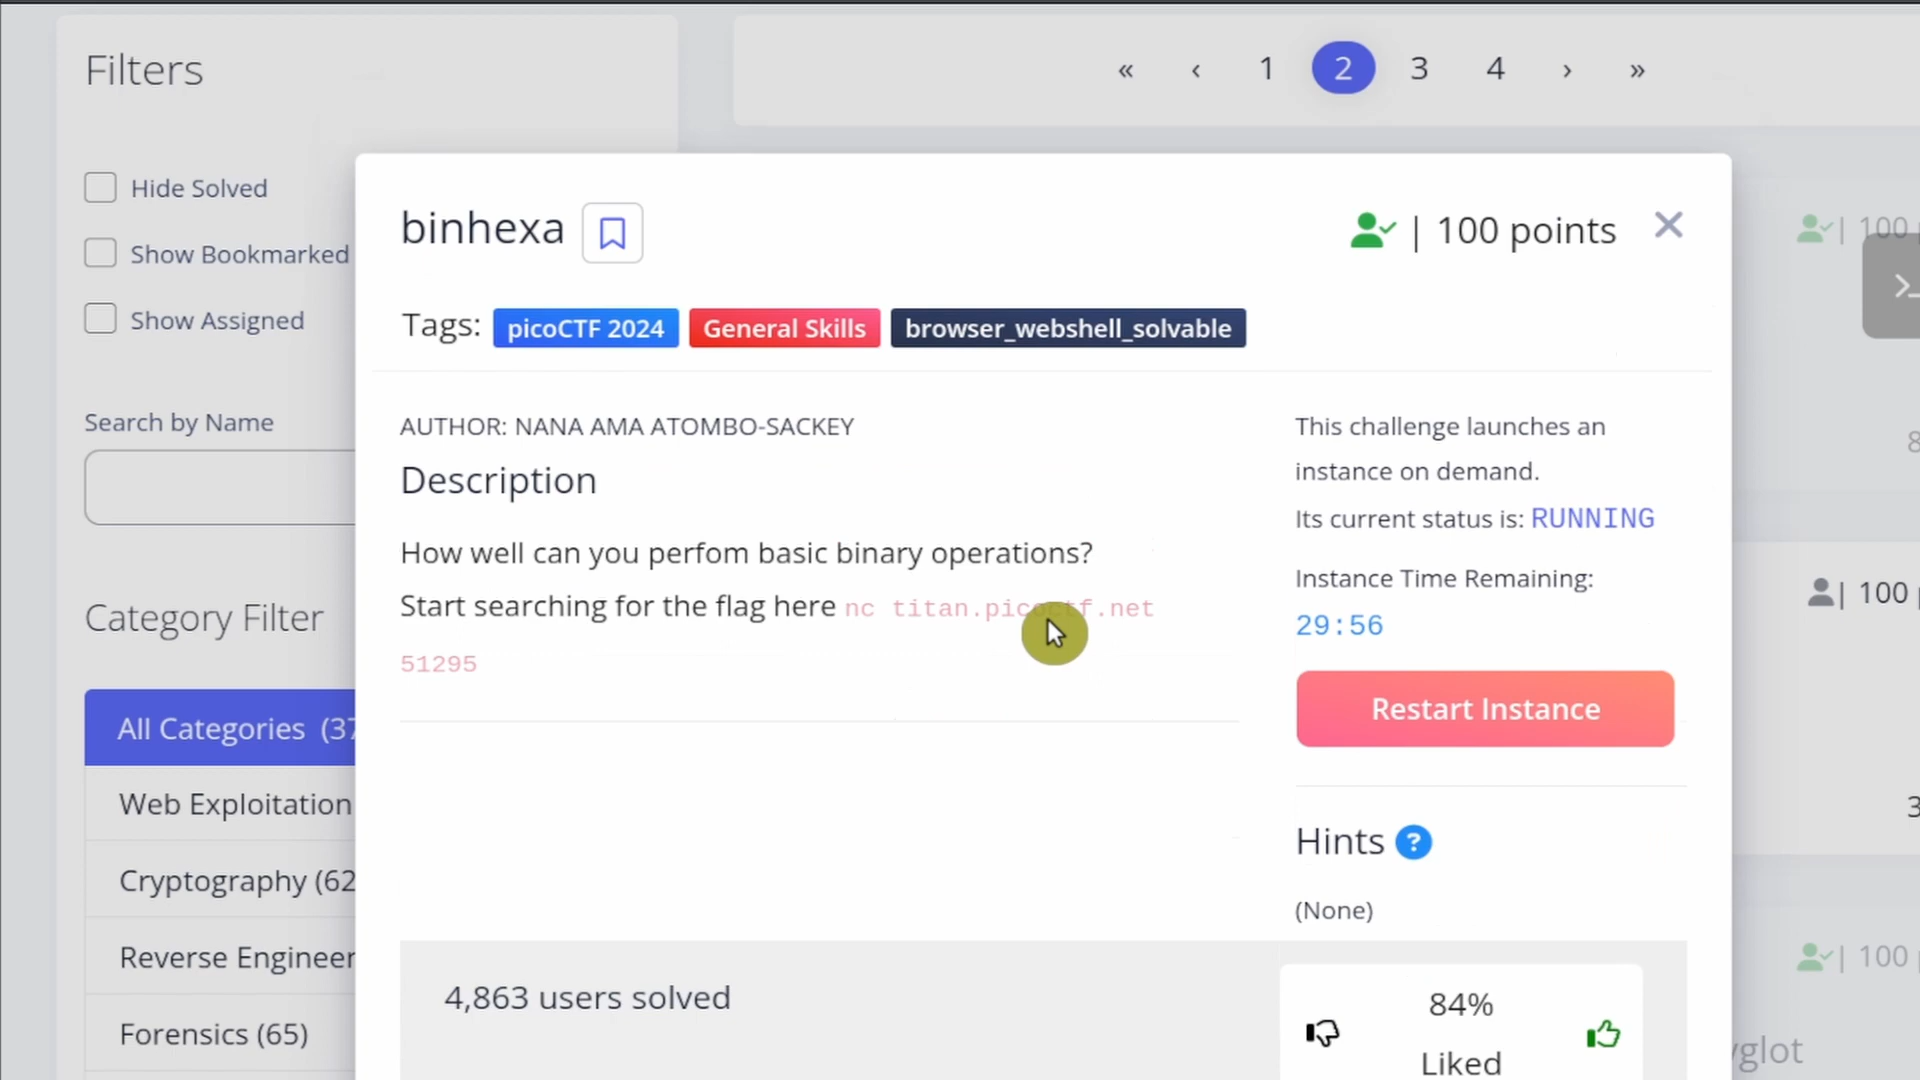 Filters
« ‹ 1 2 3 4 › »
Hide Solved
Show Bookmarked
Show Assigned
Search by Name
Category Filter
All Categories (37
Web Exploitation
Cryptography (62
Reverse Engineer
Forensics (65)
binhexa
| 100 points
Tags: picoCTF 2024 General Skills browser_webshell_solvable
AUTHOR: NANA AMA ATOMBO-SACKEY
Description
How well can you perfom basic binary operations?
Start searching for the flag here nc titan.picoctf.net
51295
This challenge launches an
instance on demand.
Its current status is: RUNNING
Instance Time Remaining:
29:56
Restart Instance
Hints ?
(None)
4,863 users solved
84%
Liked
| 100
>_
| 100
| 100